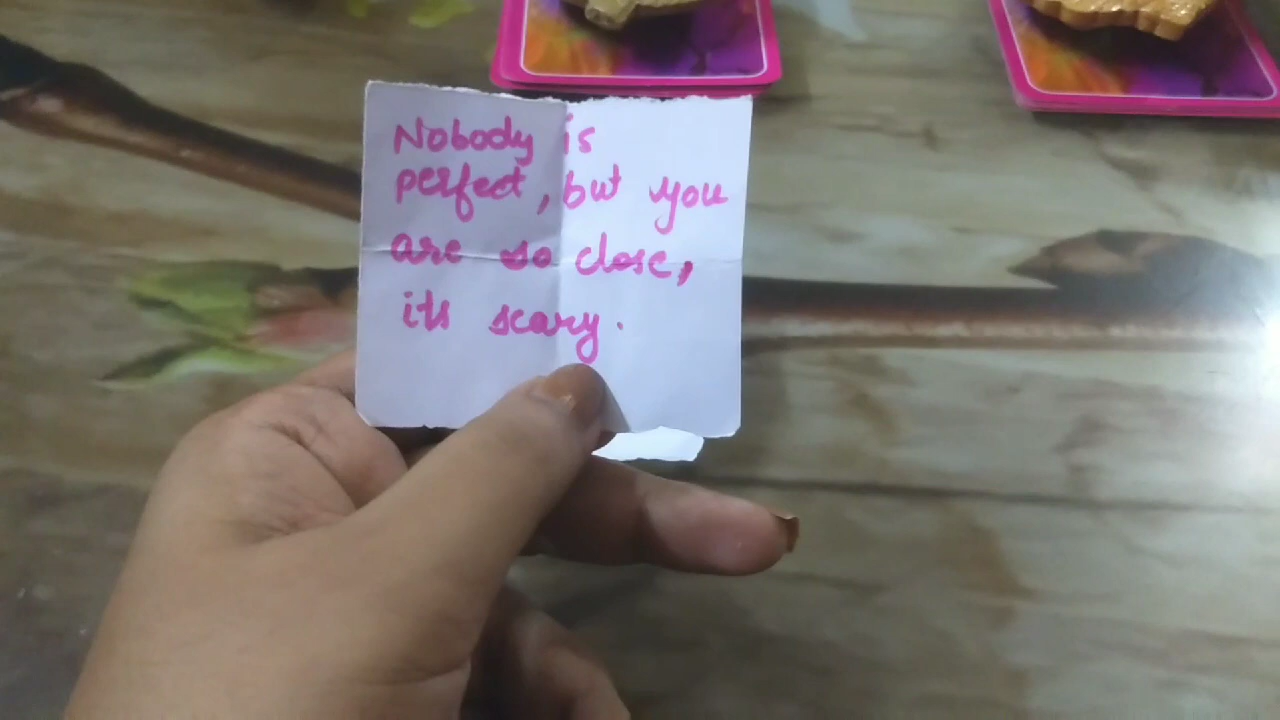 Nobody is
perfect, but you
are so close,
its scary.